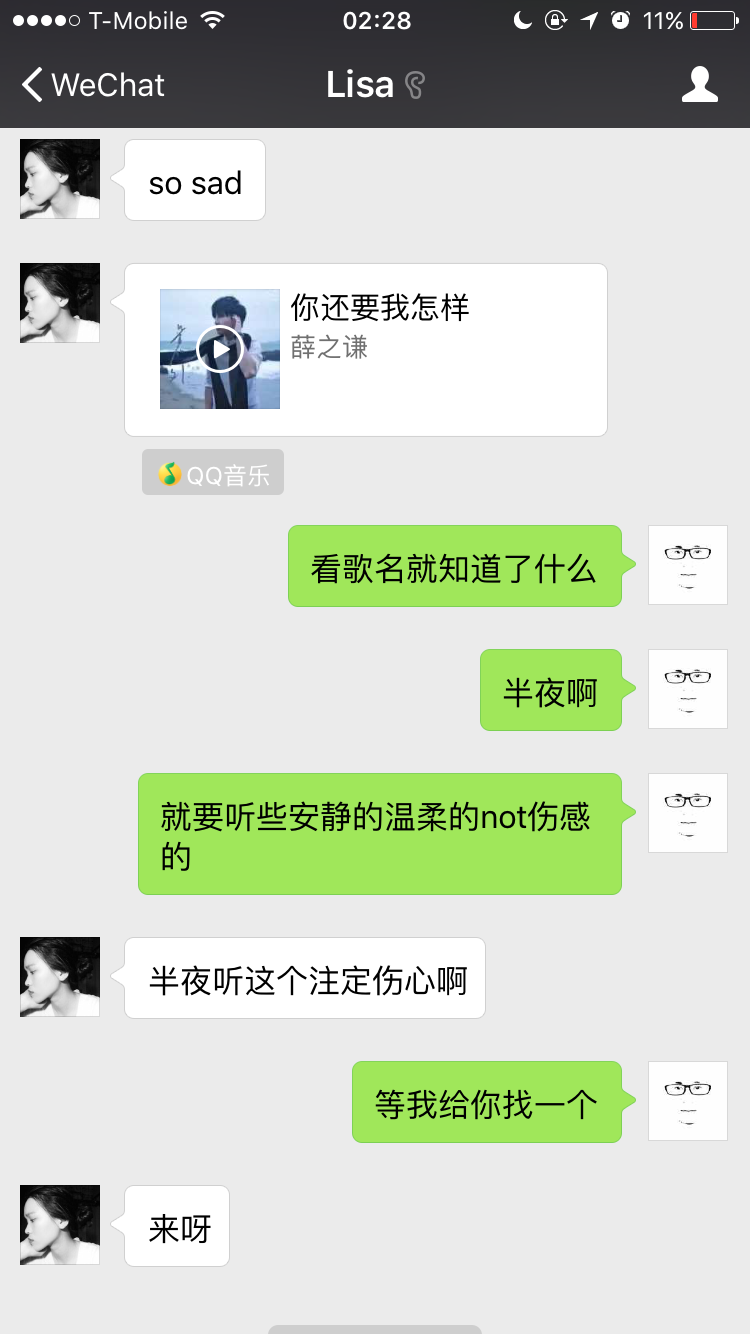 T-Mobile 02:28 11%
WeChat Lisa
so sad
你还要我怎样
薛之谦
QQ音乐
看歌名就知道了什么
半夜啊
就要听些安静的温柔的not伤感
的
半夜听这个注定伤心啊
等我给你找一个
来呀